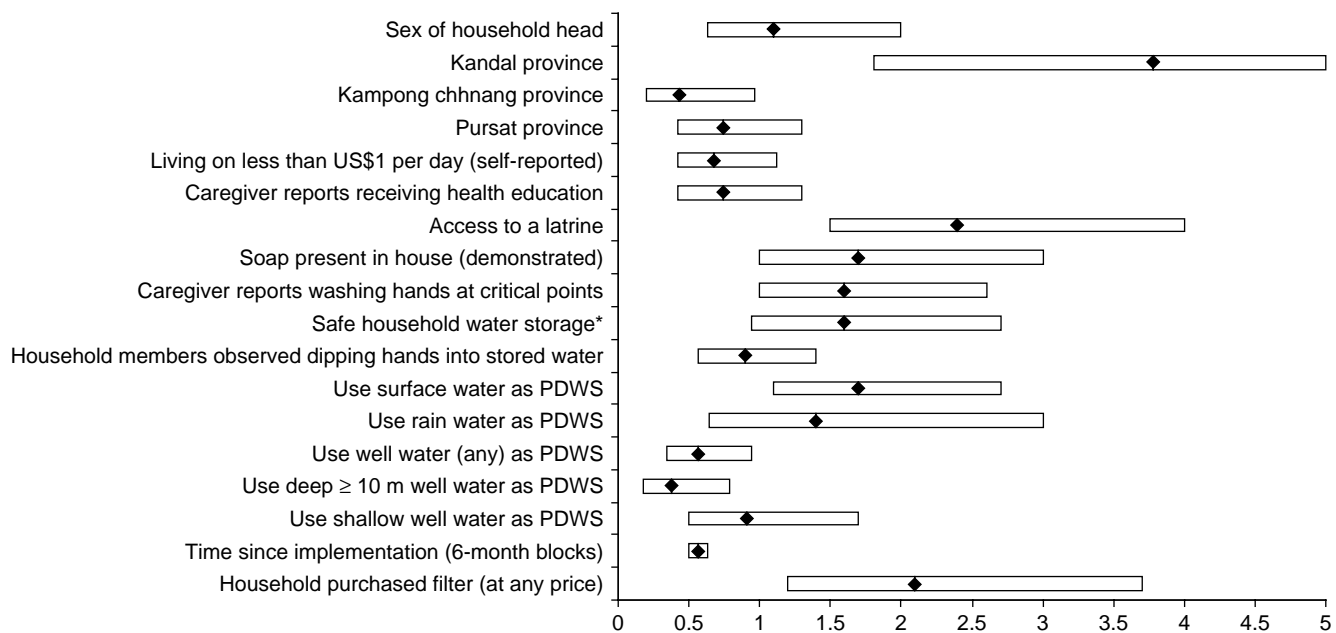 Sex of household head
Kandal province
Kampong chhnang province
Pursat province
Living on less than US$1 per day (self-reported)
Caregiver reports receiving health education
Access to a latrine
Soap present in house (demonstrated)
Caregiver reports washing hands at critical points
Safe household water storage*
Household members observed dipping hands into stored water
Use surface water as PDWS
Use rain water as PDWS
Use well water (any) as PDWS
Use deep ≥ 10 m well water as PDWS
Use shallow well water as PDWS
Time since implementation (6-month blocks)
Household purchased filter (at any price)
0 0.5 1 1.5 2 2.5 3 3.5 4 4.5 5